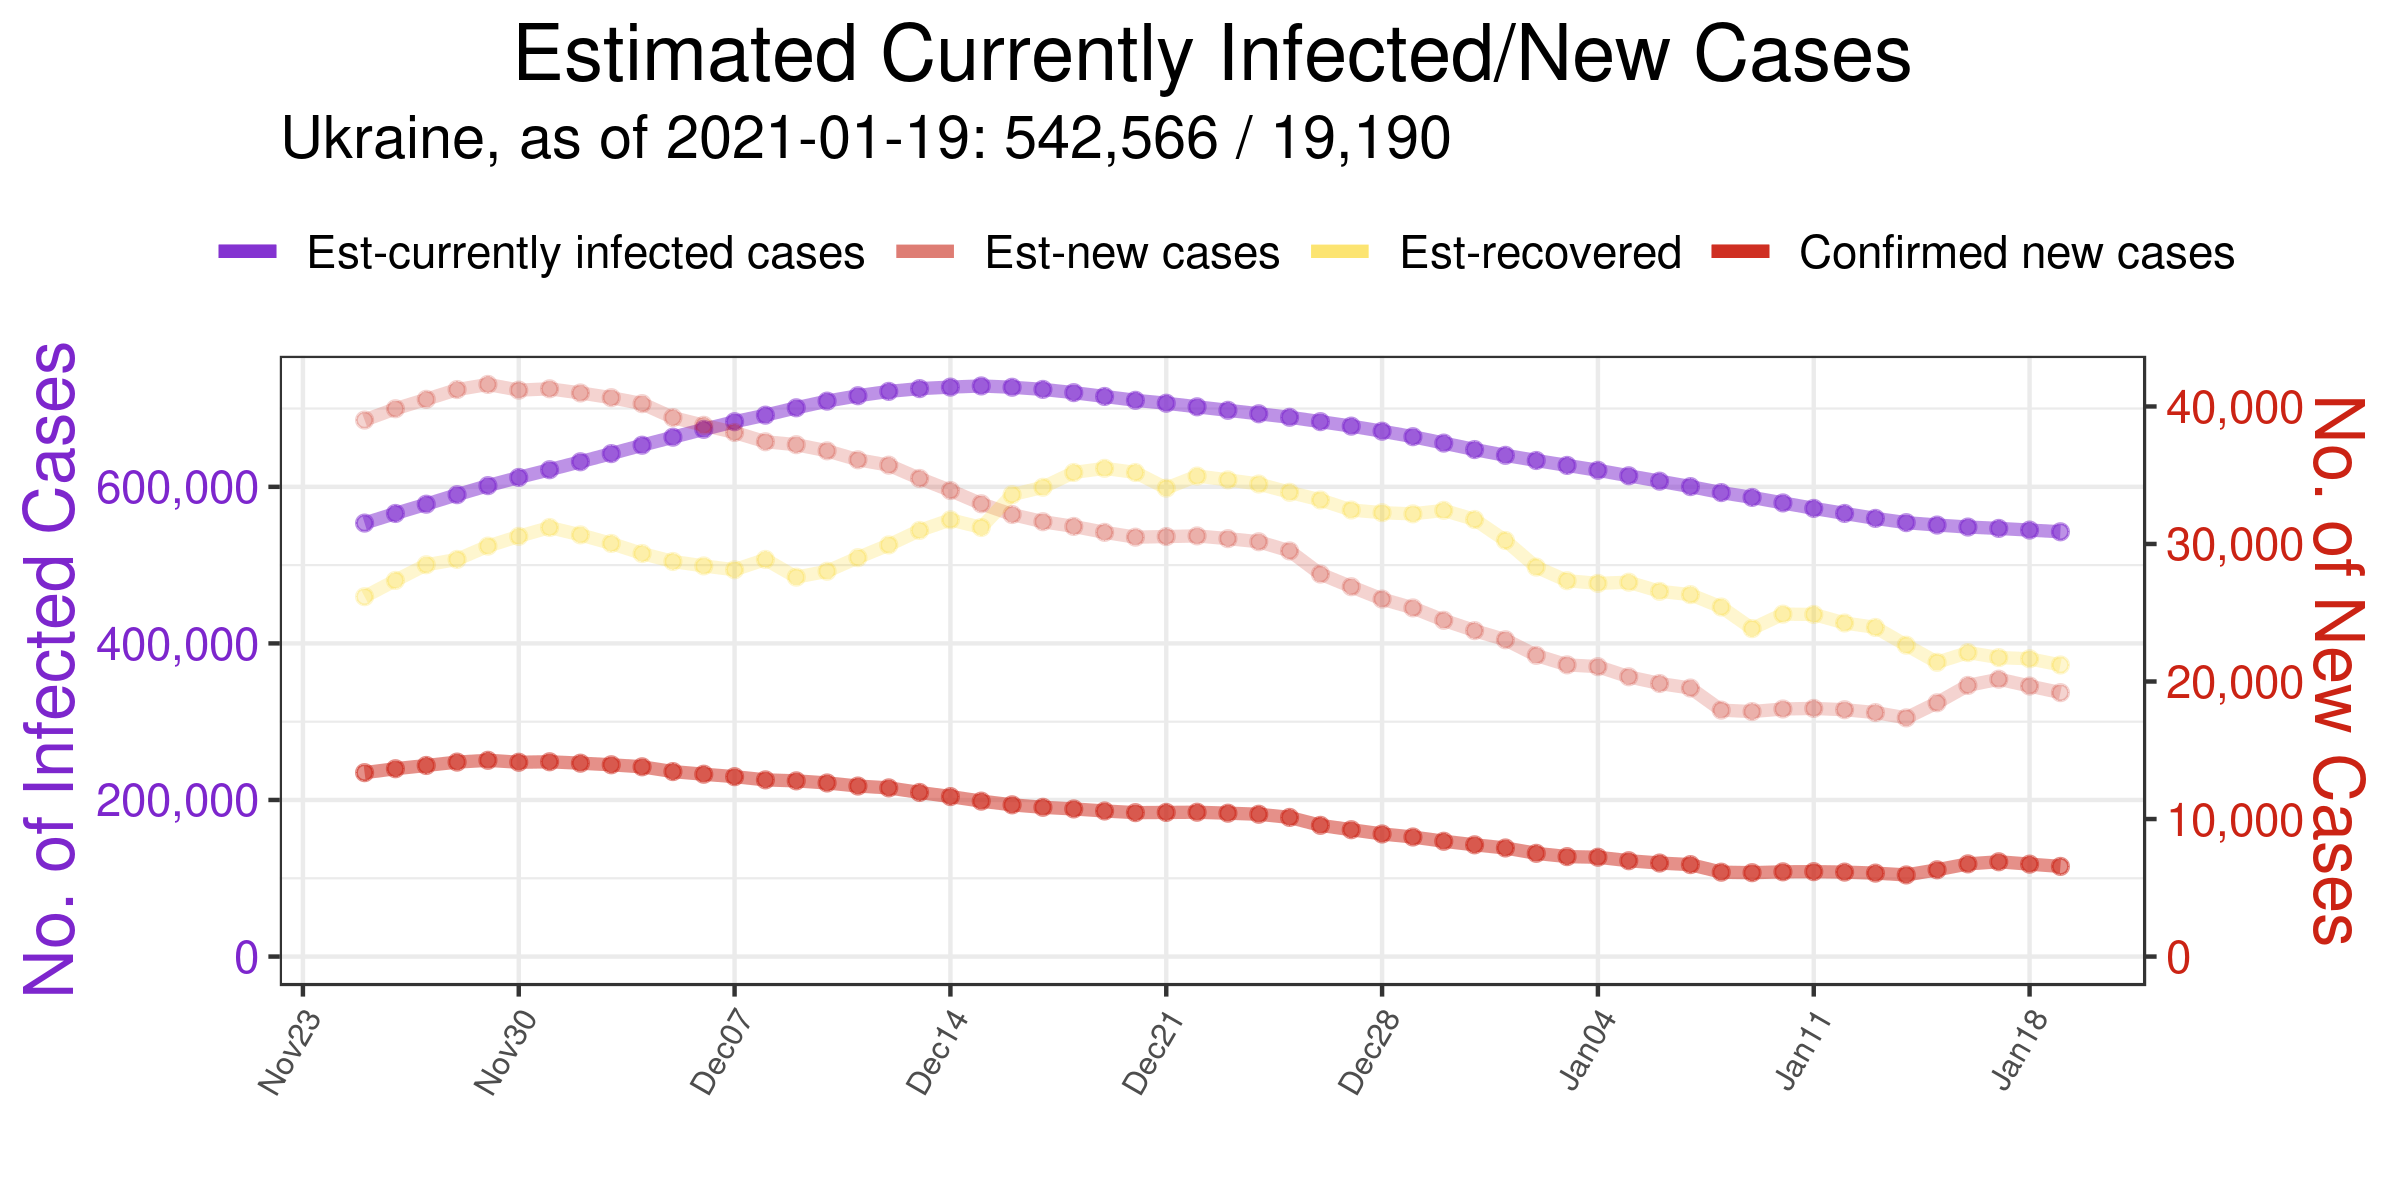 Estimated Currently Infected/New Cases
Ukraine, as of 2021-01-19: 542,566 / 19,190
Est-currently infected cases Est-new cases Est-recovered Confirmed new cases
No. of Infected Cases
600,000
400,000
200,000
0
40,000
30,000
20,000
10,000
0
No. of New Cases
Nov23 Nov30 Dec07 Dec14 Dec21 Dec28 Jan04 Jan11 Jan18